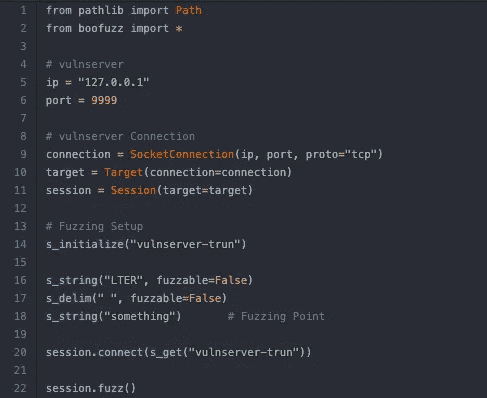 1 from pathlib import Path
2 from boofuzz import *
3
4 # vulnserver
5 ip = "127.0.0.1"
6 port = 9999
7
8 # vulnserver Connection
9 connection = SocketConnection(ip, port, proto="tcp")
10 target = Target(connection=connection)
11 session = Session(target=target)
12
13 # Fuzzing Setup
14 s_initialize("vulnserver-trun")
15
16 s_string("LTER", fuzzable=False)
17 s_delim(" ", fuzzable=False)
18 s_string("something")       # Fuzzing Point
19
20 session.connect(s_get("vulnserver-trun"))
21
22 session.fuzz()